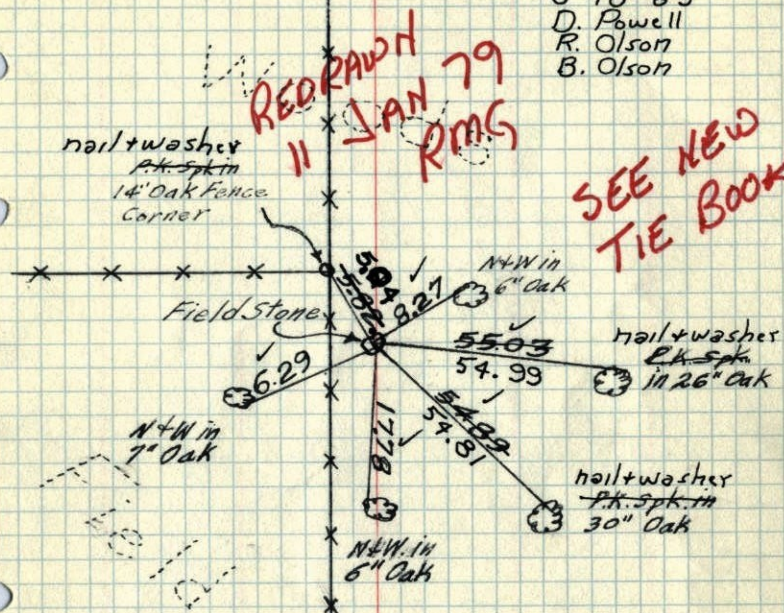 D. Powell
R. Olson
B. Olson
REDRAWN
11 JAN 79
RMG
SEE NEW
TIE BOOK
nail + washer
P.K. Spk in
14" Oak Fence
Corner
5.82
8.27
N+W in
6" Oak
Field Stone
55.03
54.99
nail + washer
P.K. Spk.
in 26" Oak
6.29
N+W in
7" Oak
17.78
54.89
54.81
nail + washer
P.K. Spk. in
30" Oak
N+W. in
6" Oak